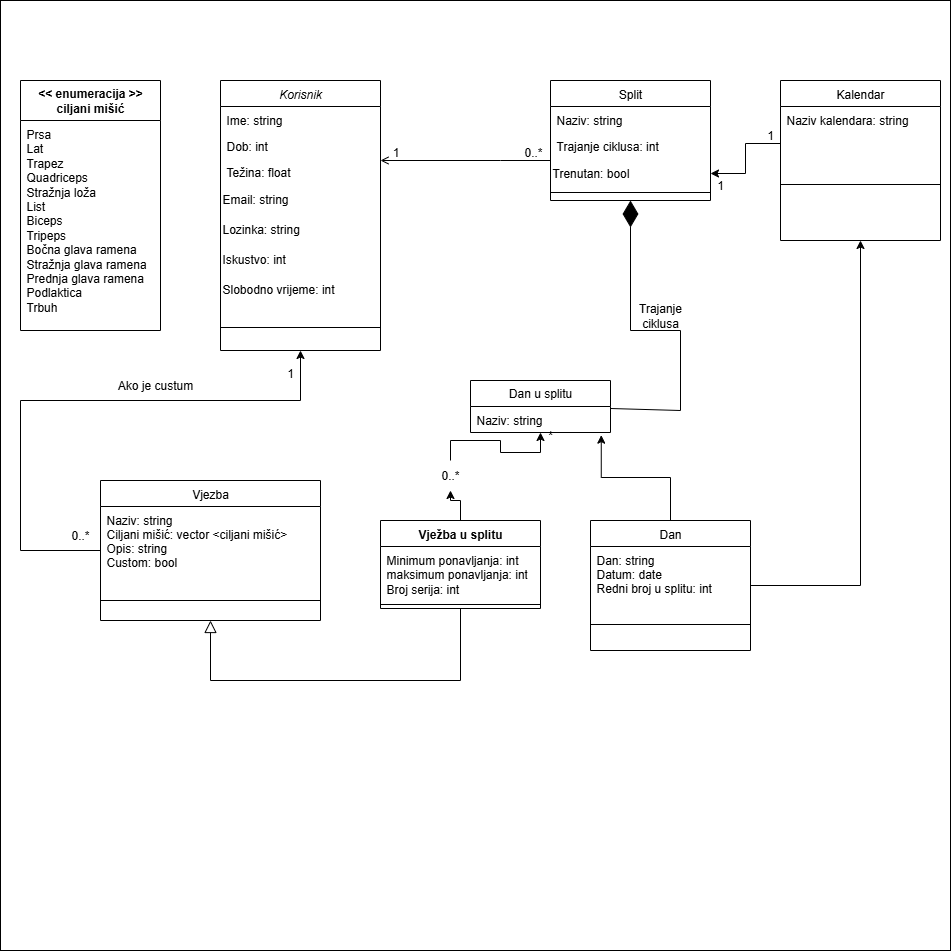 << enumeracija >>
ciljani mišić
Prsa
Lat
Trapez
Quadriceps
Stražnja loža
List
Biceps
Tripeps
Bočna glava ramena
Stražnja glava ramena
Prednja glava ramena
Podlaktica
Trbuh
Korisnik
Ime: string
Dob: int
Težina: float
Email: string
Lozinka: string
Iskustvo: int
Slobodno vrijeme: int
1
0..*
Split
Naziv: string
Trajanje ciklusa: int
Trenutan: bool
1
1
Kalendar
Naziv kalendara: string
Trajanje
ciklusa
1
Ako je custum
0..*
Dan u splitu
Naziv: string
*
0..*
Vjezba
Naziv: string
Ciljani mišić: vector <ciljani mišić>
Opis: string
Custom: bool
Vježba u splitu
Minimum ponavljanja: int
maksimum ponavljanja: int
Broj serija: int
Dan
Dan: string
Datum: date
Redni broj u splitu: int